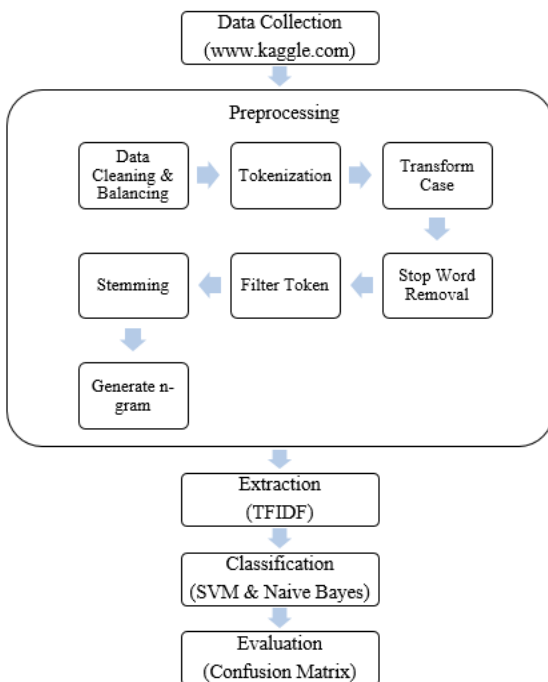 Data Collection
(www.kaggle.com)
Preprocessing
Data
Cleaning &
Balancing
Tokenization
Transform
Case
Stop Word
Removal
Filter Token
Stemming
Generate n-
gram
Extraction
(TFIDF)
Classification
(SVM & Naive Bayes)
Evaluation
(Confusion Matrix)